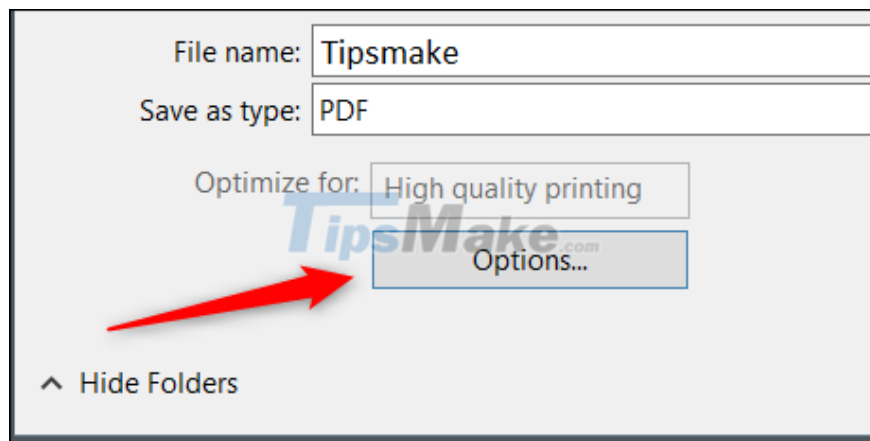 File name: Tipsmake
Save as type: PDF
Optimize for: High quality printing
TipsMake.com
Options...
Hide Folders